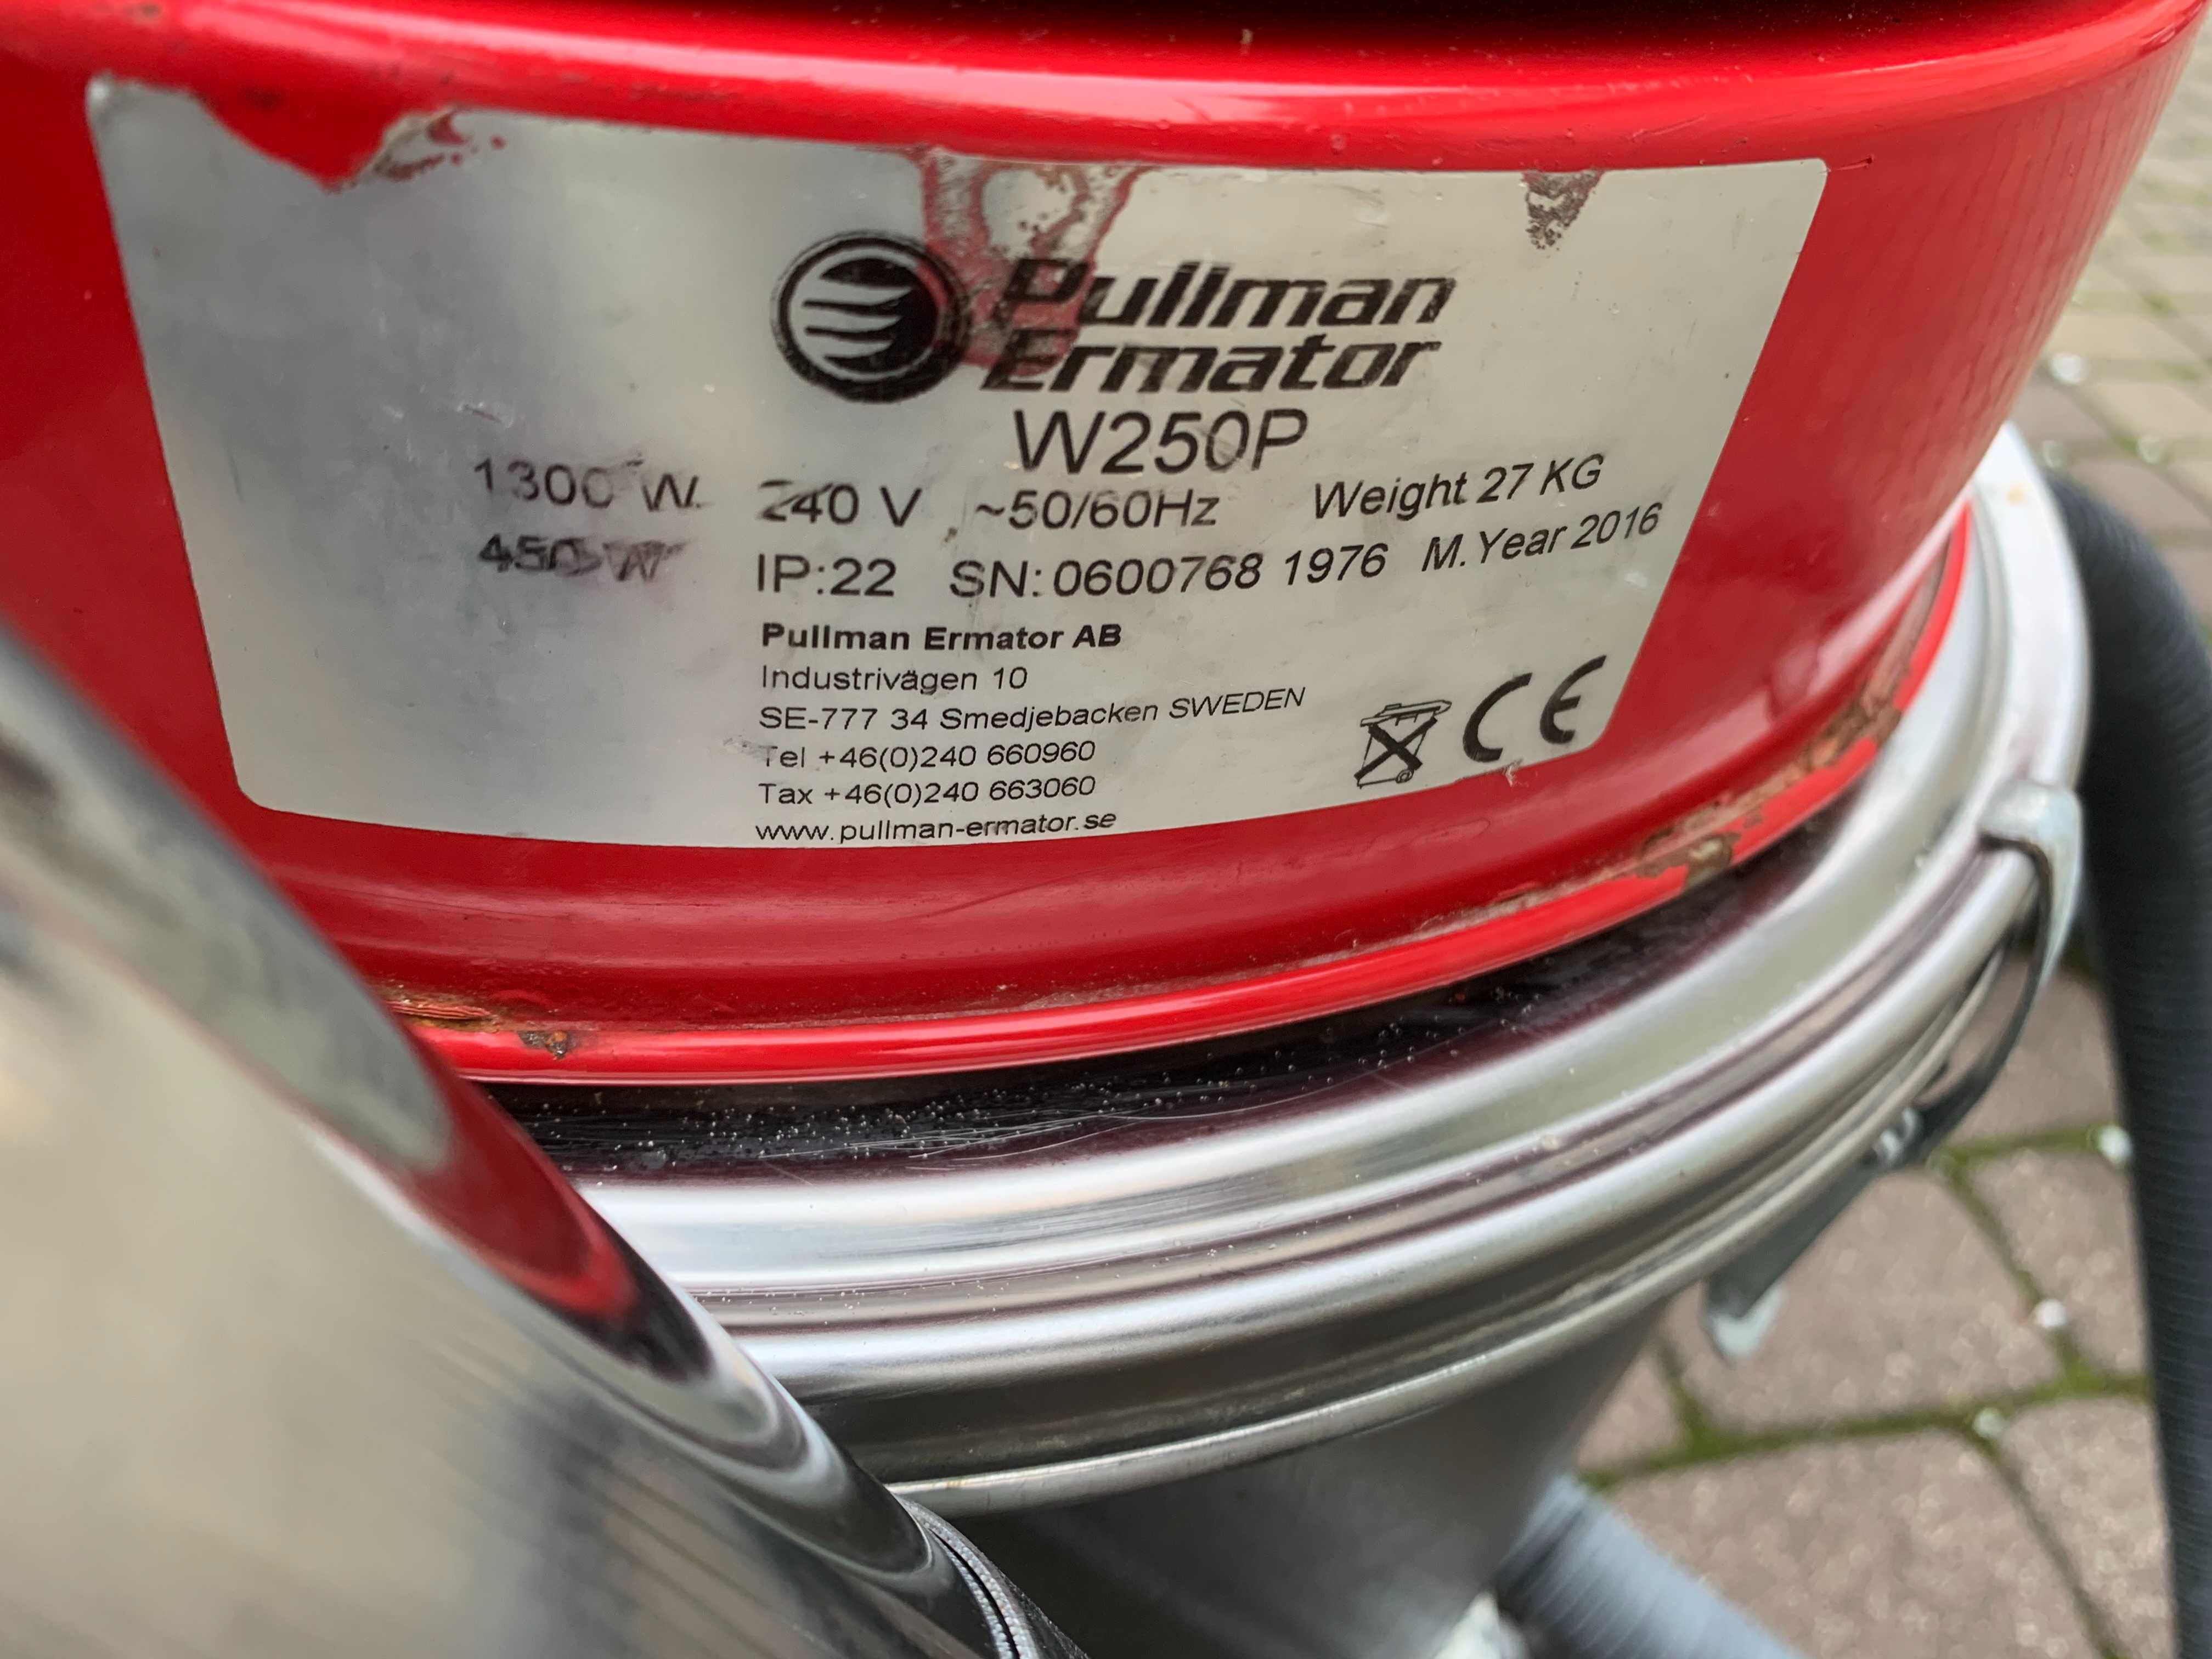 Pullman
Ermator
W250P
1300 W. 240 V , ~50/60Hz Weight 27 KG
450 W IP:22 SN:0600768 1976 M.Year 2016
Pullman Ermator AB
Industrivägen 10
SE-777 34 Smedjebacken SWEDEN
Tel +46(0)240 660960
Tax +46(0)240 663060
www.pullman-ermator.se
CE